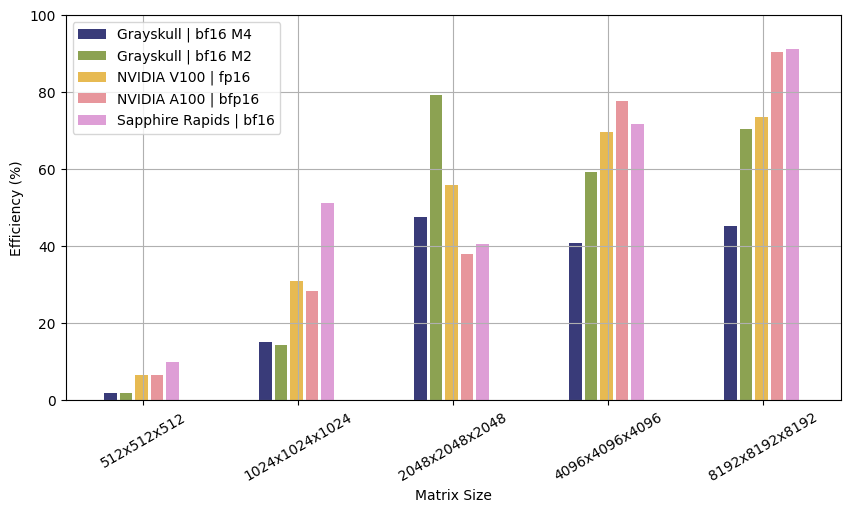 100
80
60
40
20
0
Efficiency (%)
Grayskull | bf16 M4
Grayskull | bf16 M2
NVIDIA V100 | fp16
NVIDIA A100 | bfp16
Sapphire Rapids | bf16
512x512x512
1024x1024x1024
2048x2048x2048
4096x4096x4096
8192x8192x8192
Matrix Size